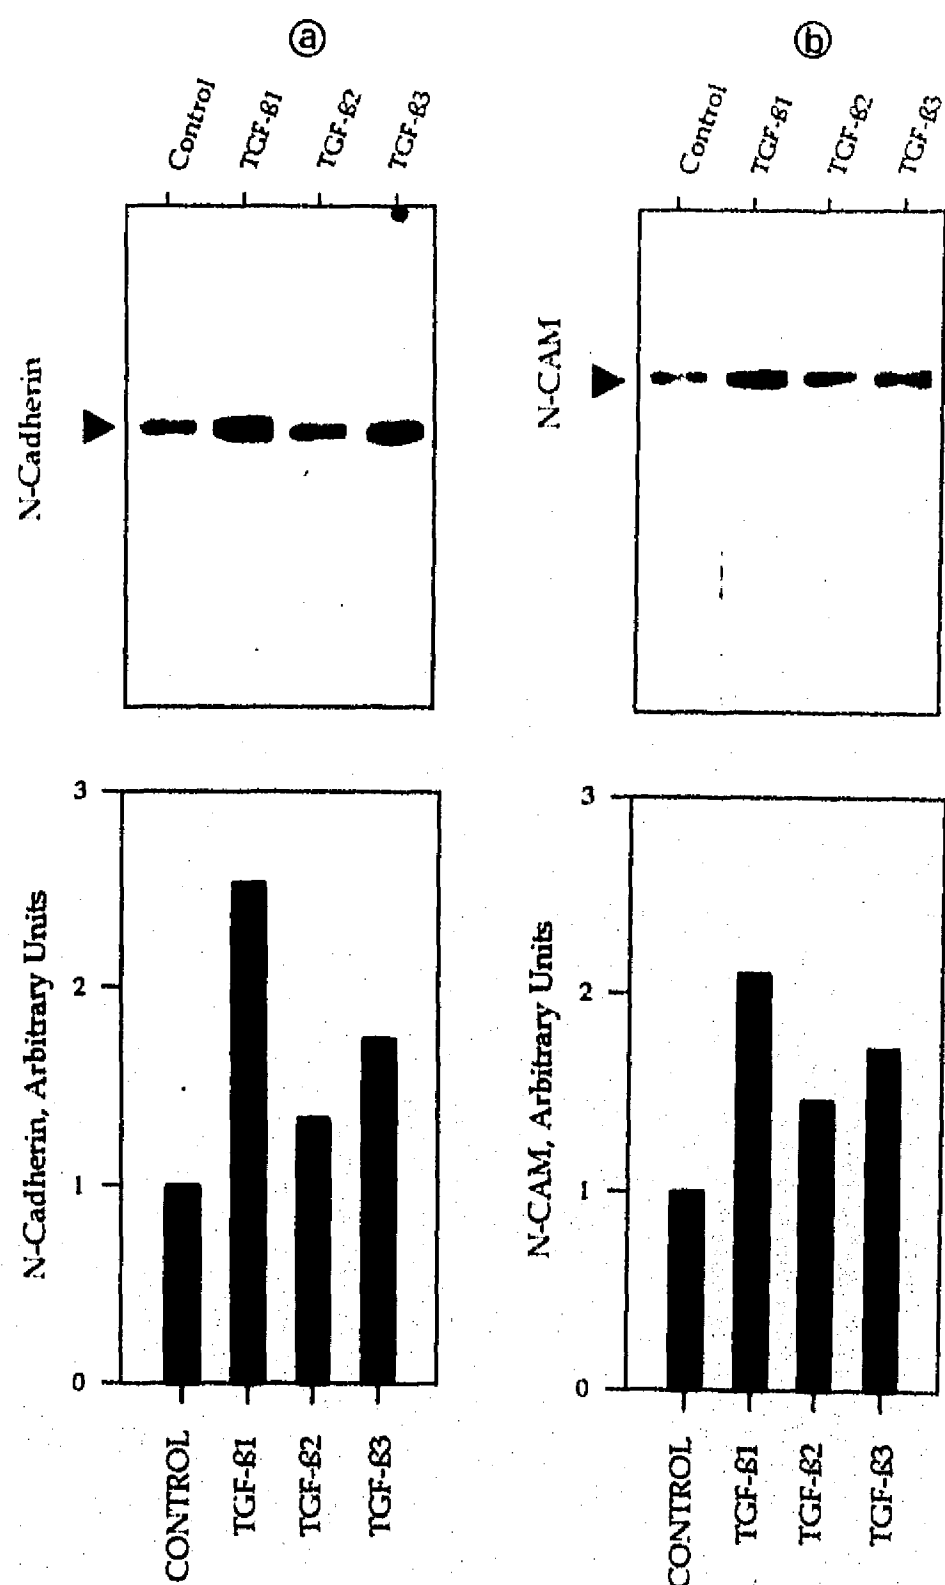 a
Control
TGF-ß1
TGF-ß2
TGF-ß3
N-Cadherin
3
2
1
0
N-Cadherin, Arbitrary Units
CONTROL
TGF-ß1
TGF-ß2
TGF-ß3
b
Control
TGF-ß1
TGF-ß2
TGF-ß3
N-CAM
3
2
1
0
N-CAM, Arbitrary Units
CONTROL
TGF-ß1
TGF-ß2
TGF-ß3